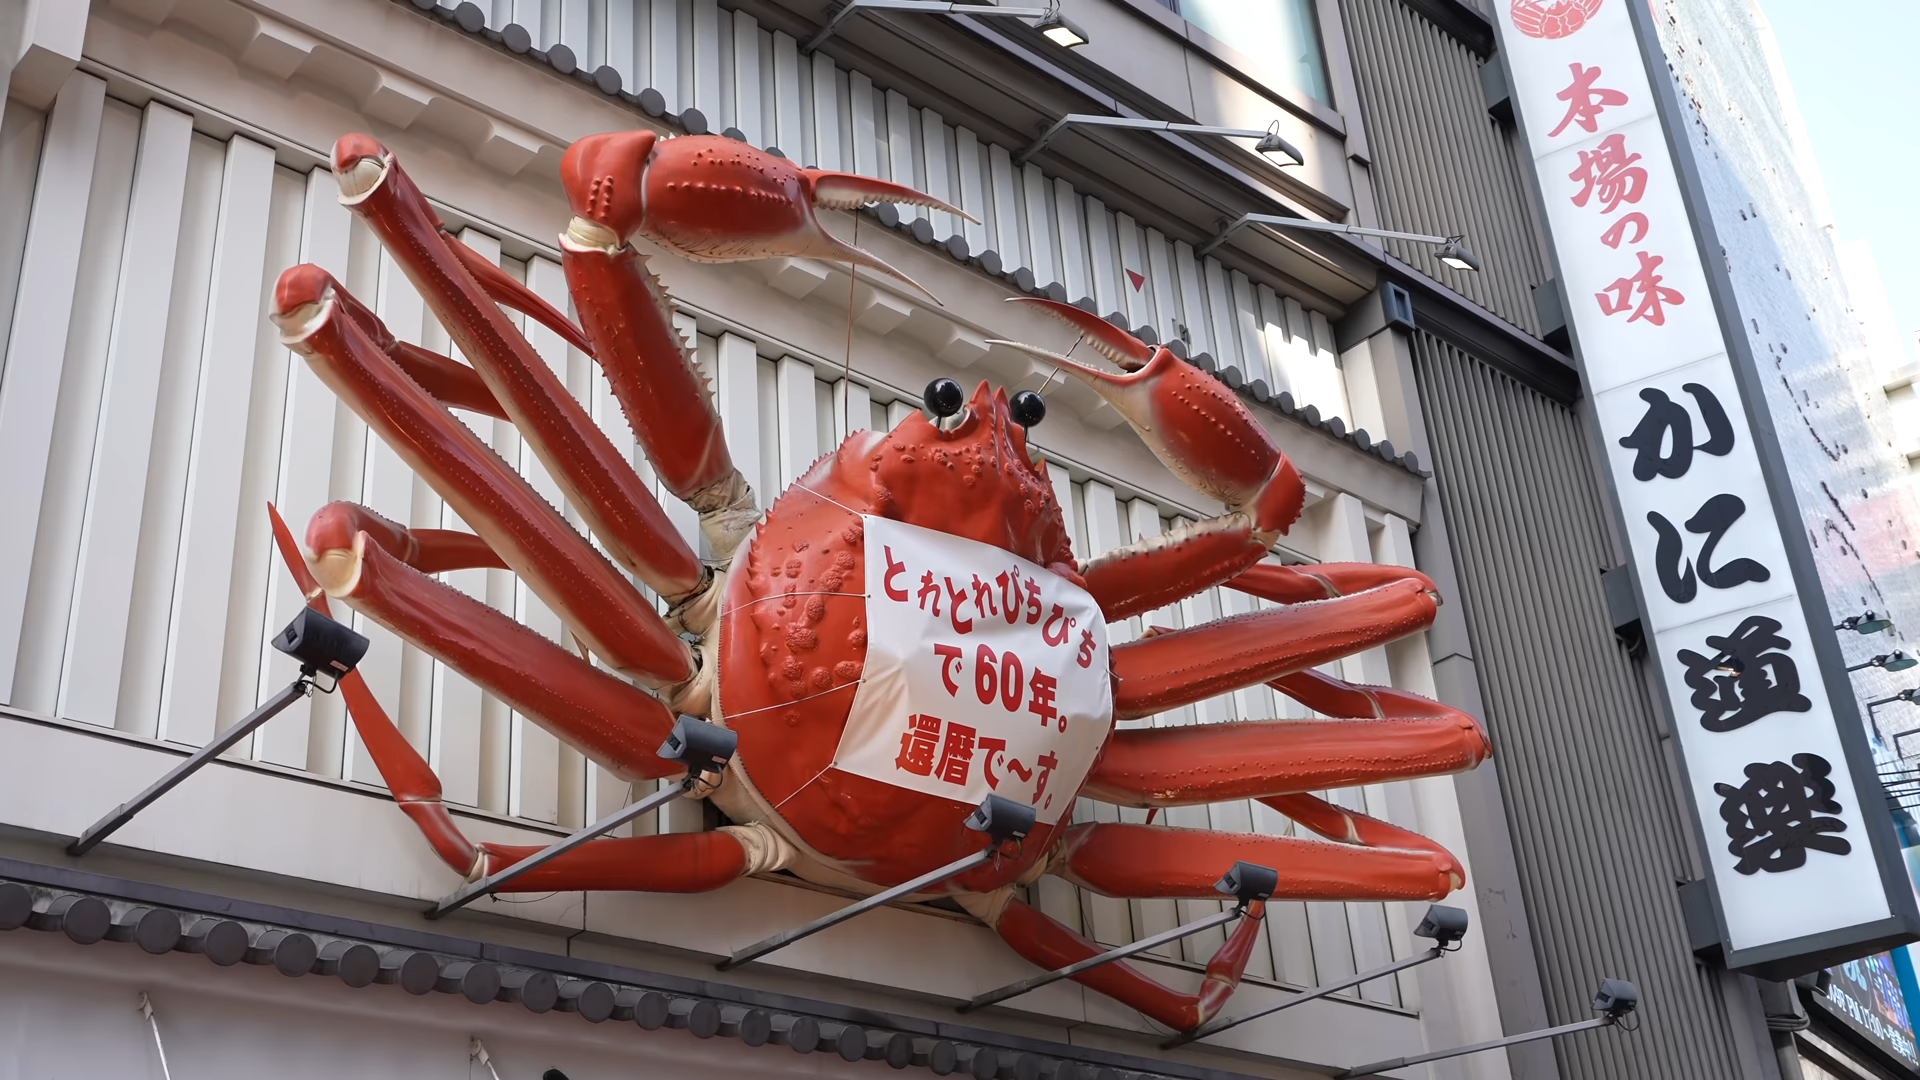 とれとれぴちぴち
で60年。
還暦で〜す。
本場の味
かに道樂